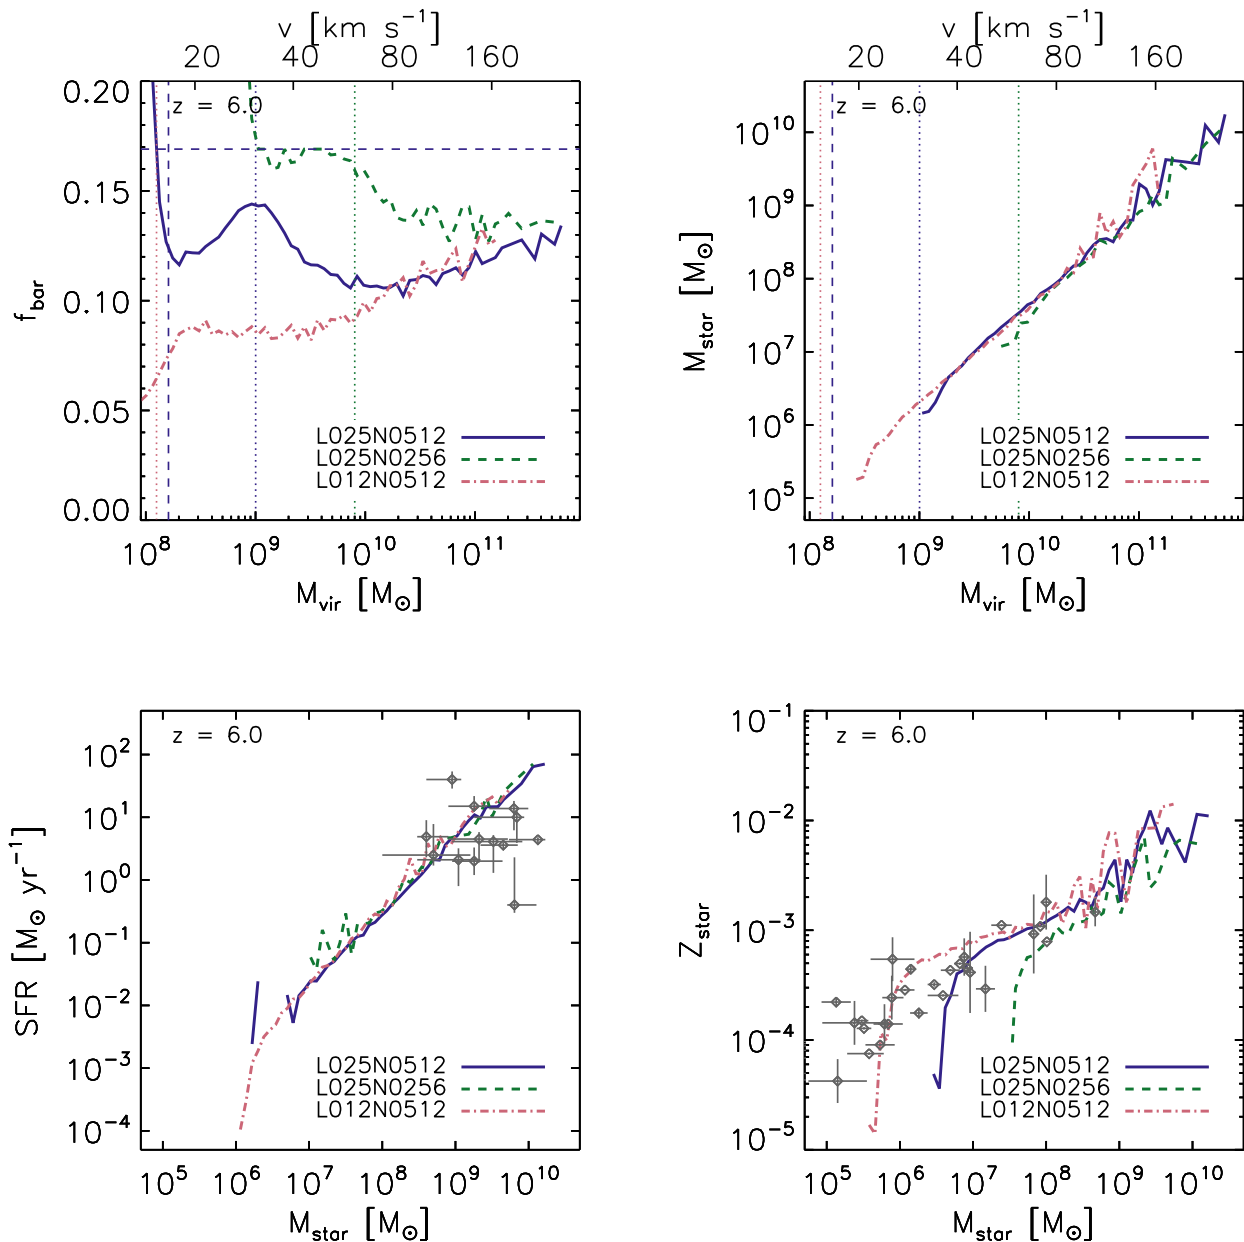 v [km s⁻¹]
20 40 80 160
z = 6.0
0.20
0.15
0.10
0.05
0.00
f_bar
L025N0512
L025N0256
L012N0512
10⁸ 10⁹ 10¹⁰ 10¹¹
M_vir [M_⊙]
v [km s⁻¹]
20 40 80 160
z = 6.0
10¹⁰
10⁹
10⁸
10⁷
10⁶
10⁵
M_star [M_⊙]
L025N0512
L025N0256
L012N0512
10⁸ 10⁹ 10¹⁰ 10¹¹
M_vir [M_⊙]
z = 6.0
10²
10¹
10⁰
10⁻¹
10⁻²
10⁻³
10⁻⁴
SFR [M_⊙ yr⁻¹]
L025N0512
L025N0256
L012N0512
10⁵ 10⁶ 10⁷ 10⁸ 10⁹ 10¹⁰
M_star [M_⊙]
z = 6.0
10⁻¹
10⁻²
10⁻³
10⁻⁴
10⁻⁵
Z_star
L025N0512
L025N0256
L012N0512
10⁵ 10⁶ 10⁷ 10⁸ 10⁹ 10¹⁰
M_star [M_⊙]